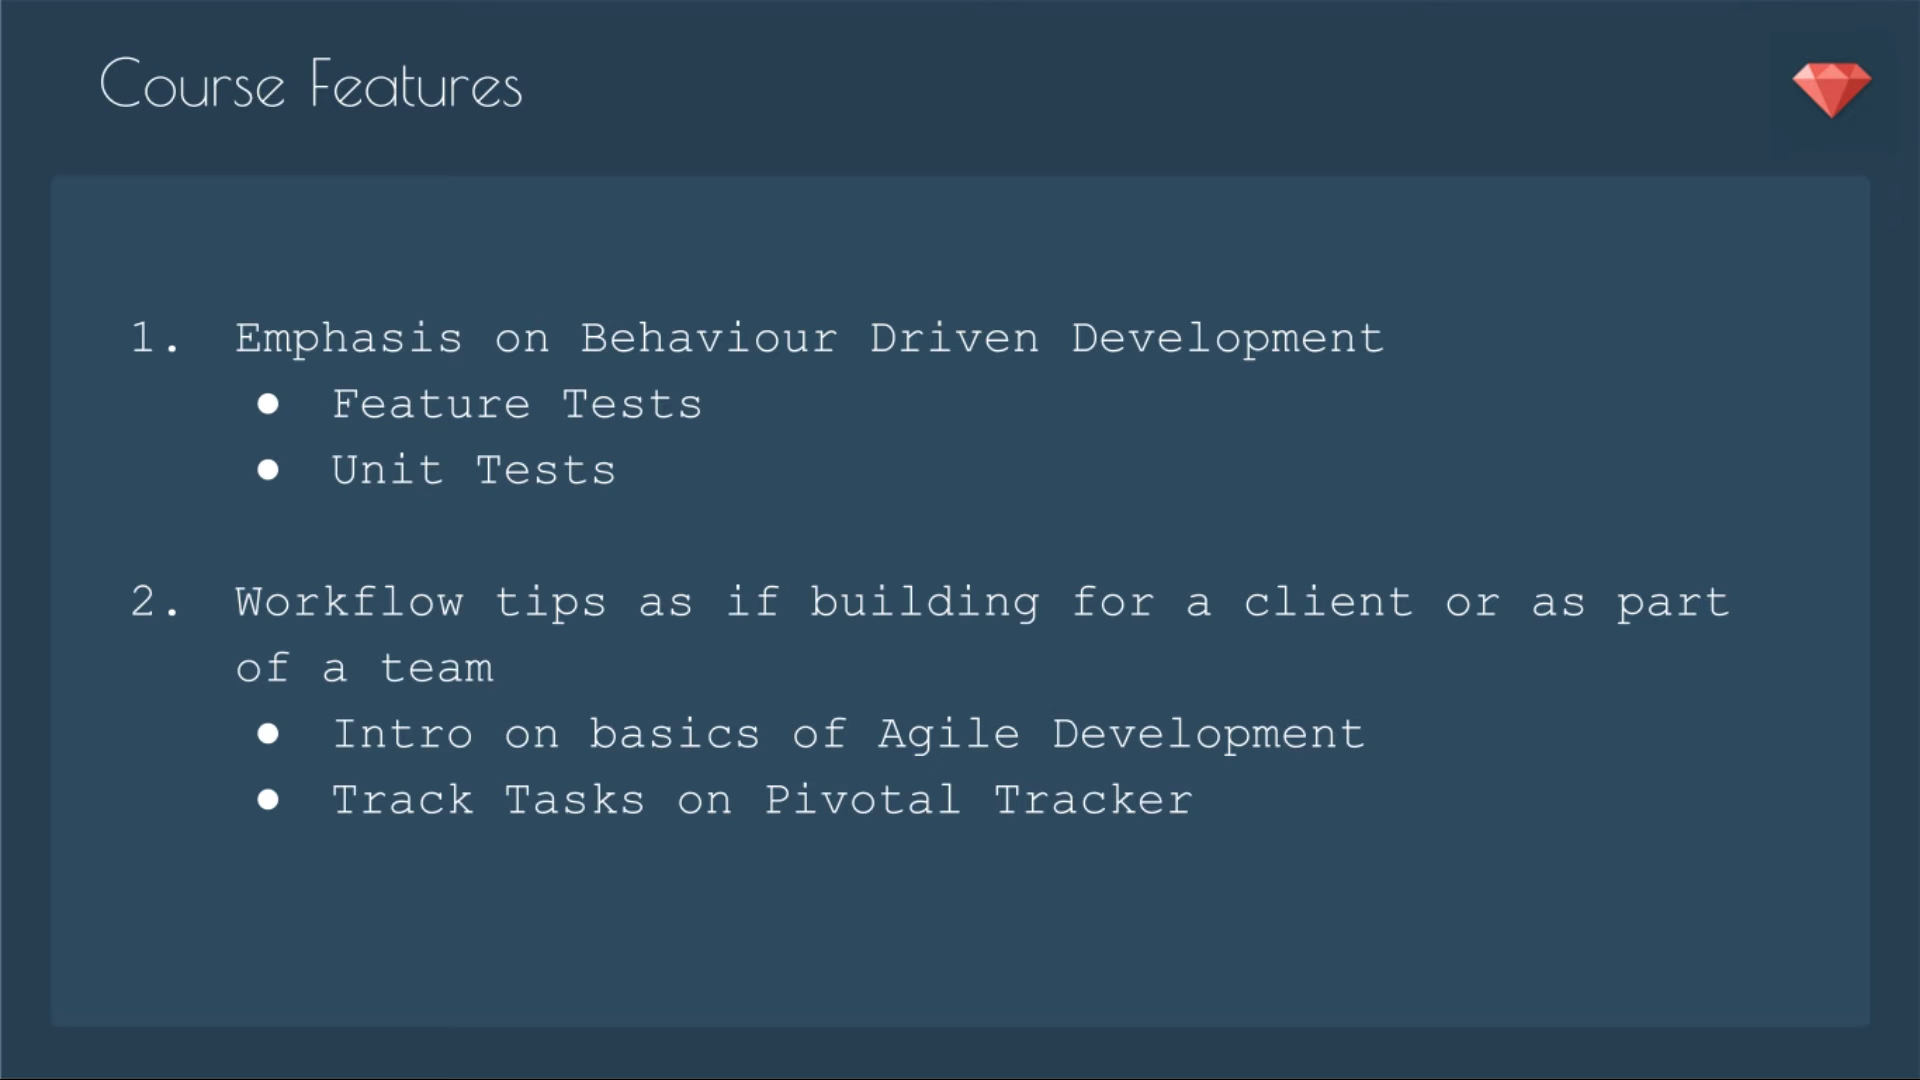 Course Features
1. Emphasis on Behaviour Driven Development
● Feature Tests
● Unit Tests
2. Workflow tips as if building for a client or as part
of a team
● Intro on basics of Agile Development
● Track Tasks on Pivotal Tracker